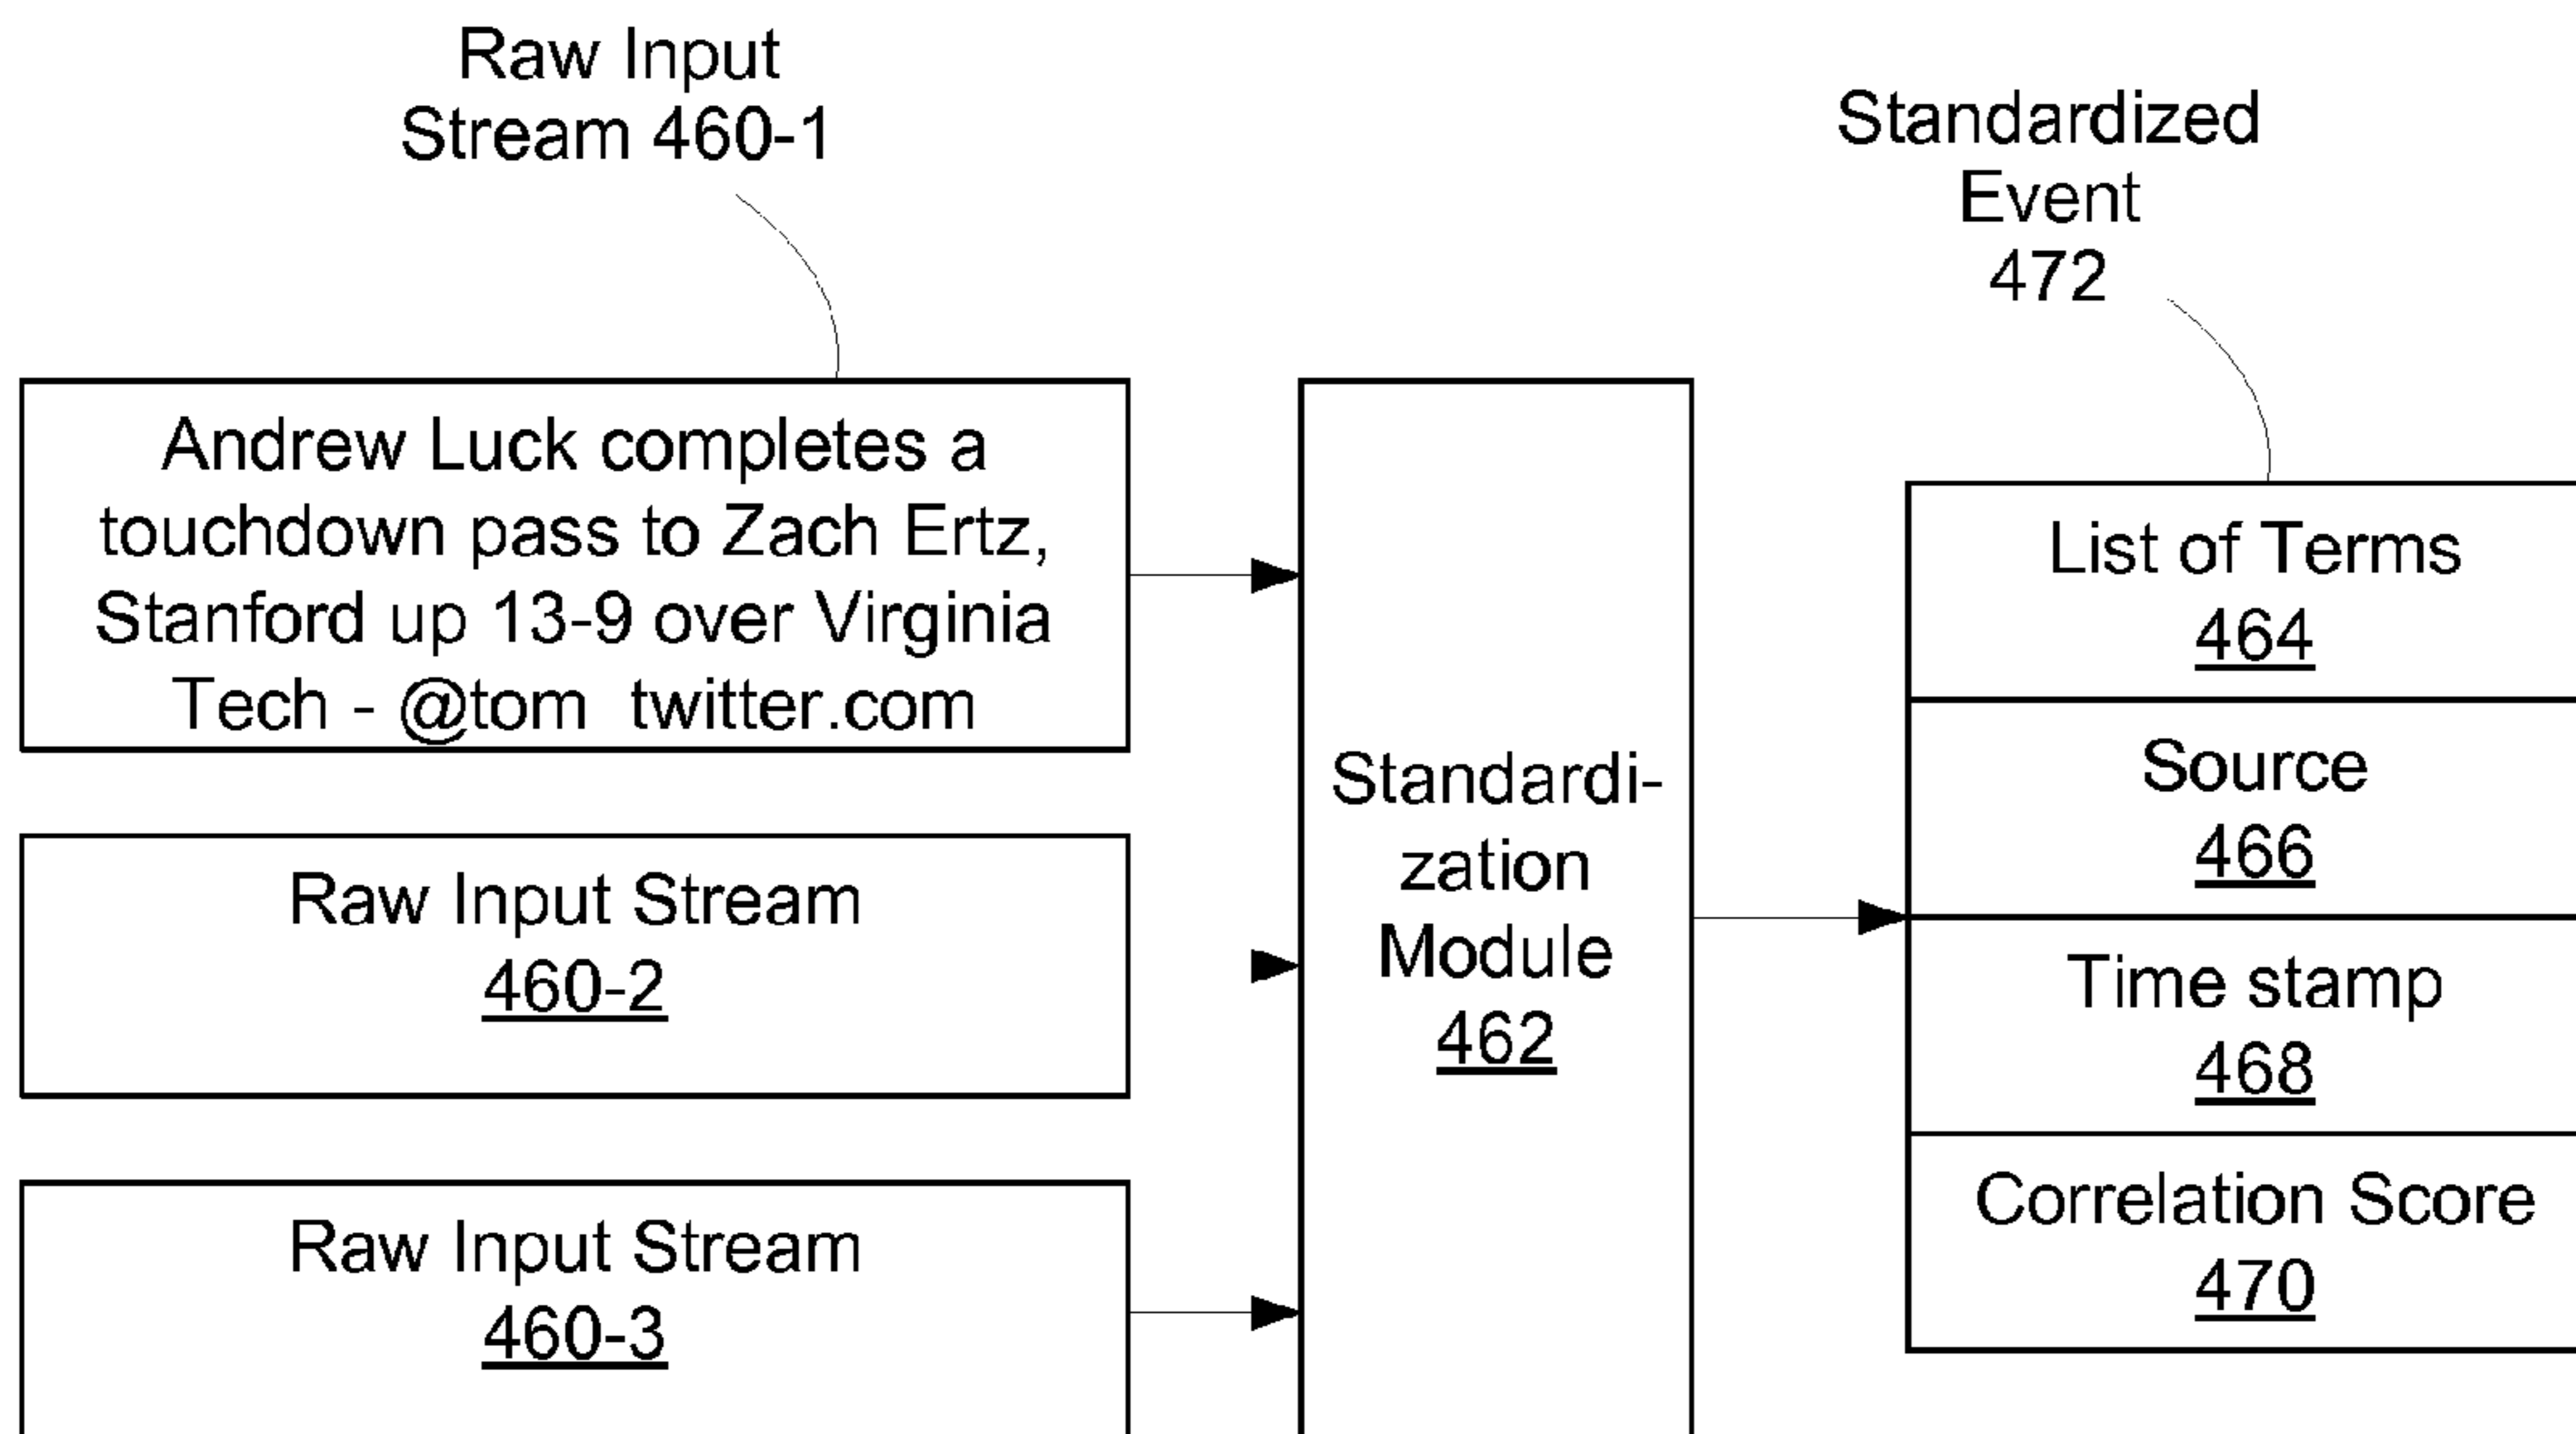 Raw Input
Stream 460-1
Standardized
Event
472
Andrew Luck completes a
touchdown pass to Zach Ertz,
Stanford up 13-9 over Virginia
Tech - @tom  twitter.com
Raw Input Stream
460-2
Raw Input Stream
460-3
Standardi-
zation
Module
462
List of Terms
464
Source
466
Time stamp
468
Correlation Score
470